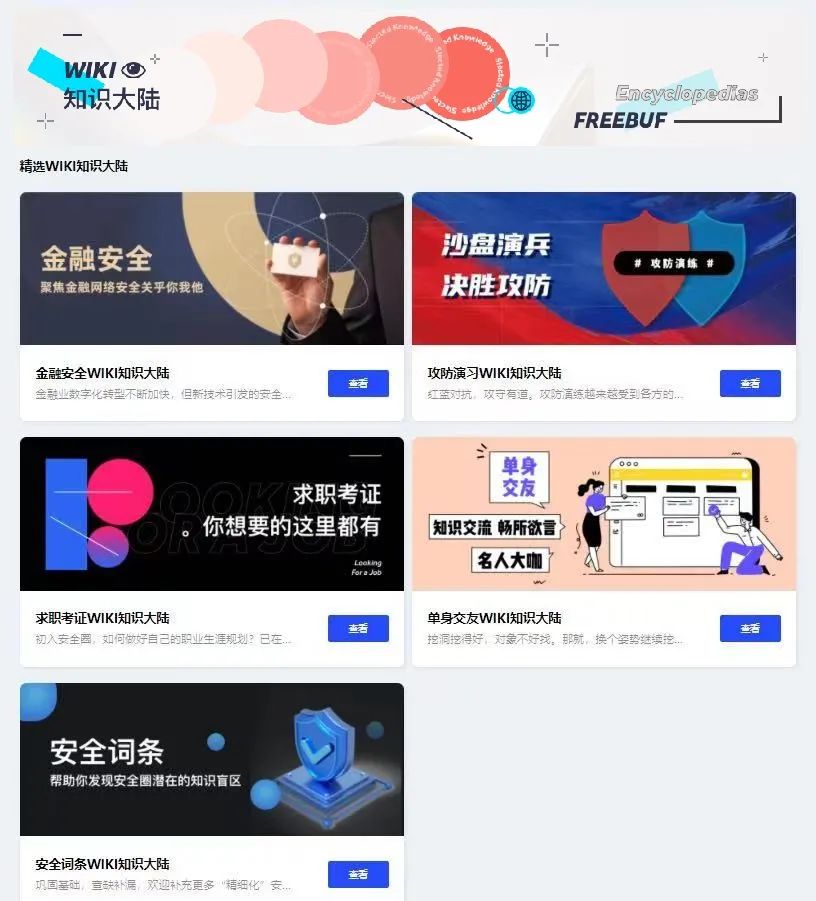 WIKI
知识大陆
Slected Knowledge
Encyclopedias
FREEBUF
精选WIKI知识大陆
金融安全
聚焦金融网络安全关乎你我他
沙盘演兵
决胜攻防
# 攻防演练 #
金融安全WIKI知识大陆
金融业数字化转型不断加快，但新技术引发的安全...
查看
攻防演习WIKI知识大陆
红蓝对抗，攻守有道。攻防演练越来越受到各方的...
查看
求职考证
。你想要的这里都有
LOOKING
FOR A JOB
Looking
For a Job
单身
交友
知识交流 畅所欲言
名人大咖
求职考证WIKI知识大陆
初入安全圈，如何做好自己的职业生涯规划？已在...
查看
单身交友WIKI知识大陆
挖洞挖得好，对象不好找。那就，换个姿势继续挖...
查看
安全词条
帮助你发现安全圈潜在的知识盲区
安全词条WIKI知识大陆
巩固基础，查缺补漏，欢迎补充更多“精细化”安...
查看